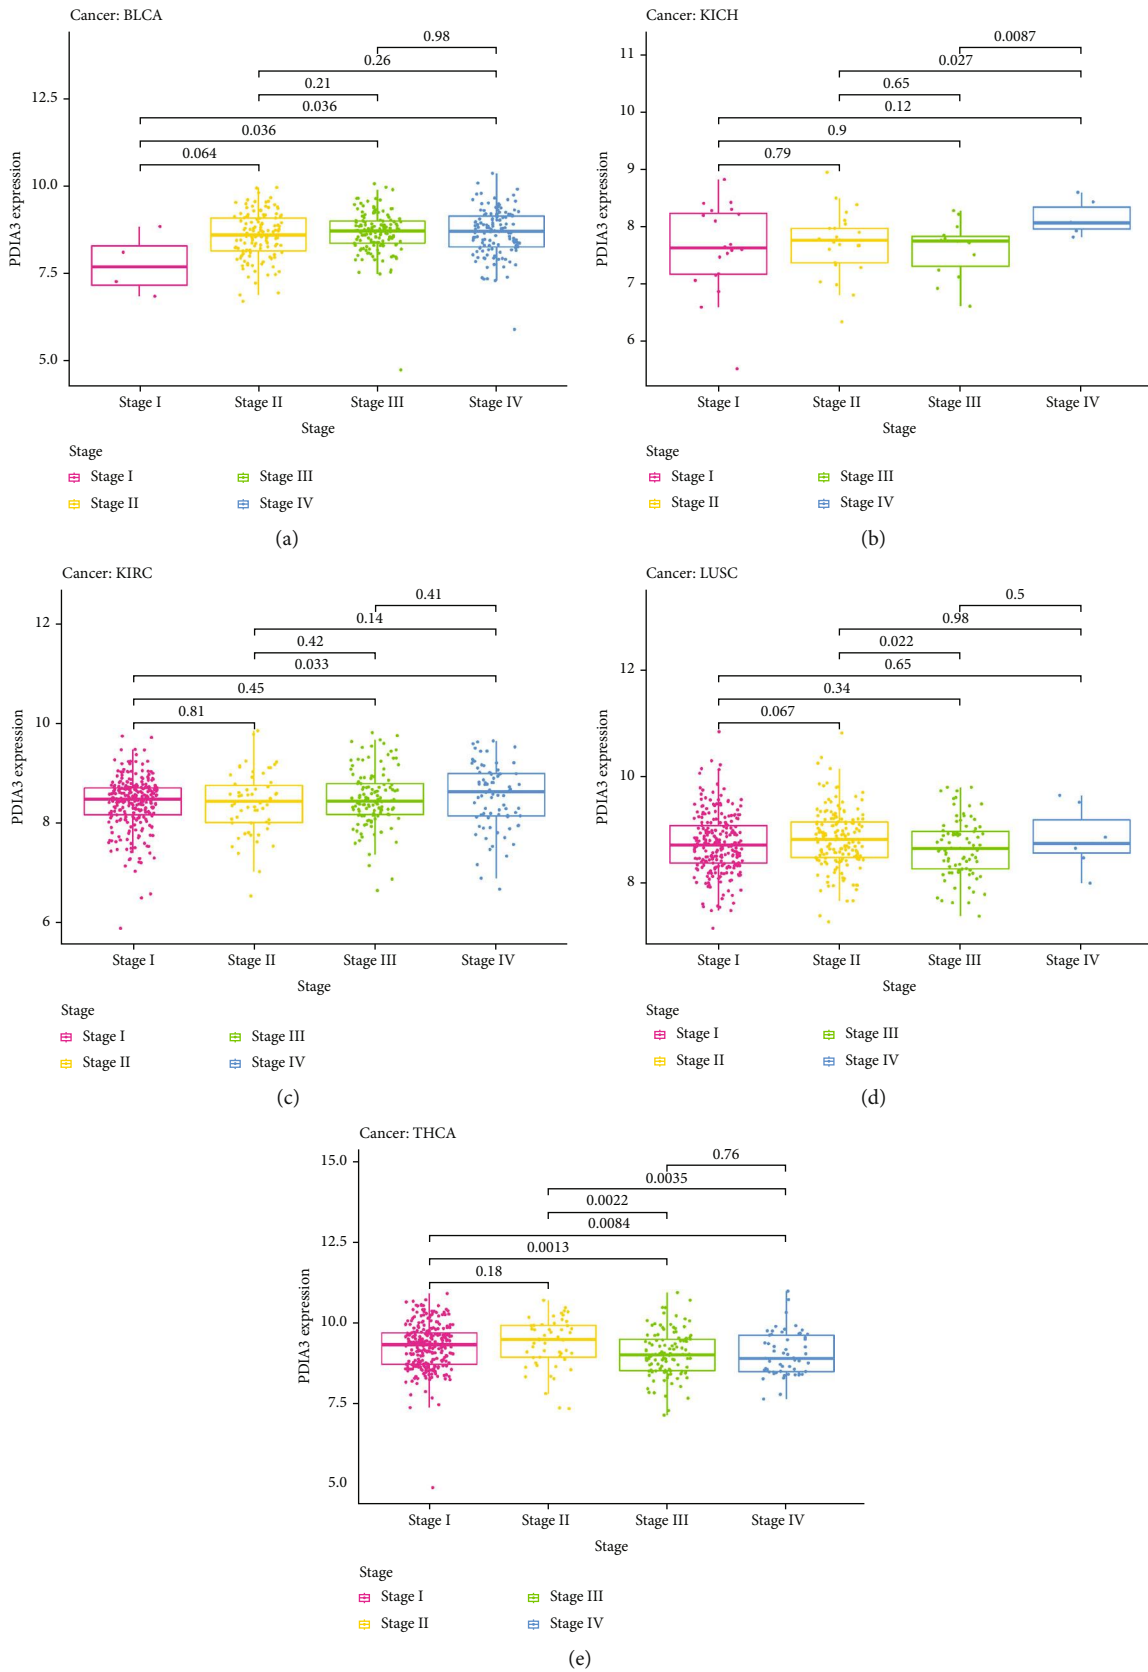 Cancer: BLCA
0.98
0.26
0.21
0.036
0.036
0.064
12.5
10.0
7.5
5.0
PDIA3 expression
Stage I Stage II Stage III Stage IV
Stage
Stage
Stage I Stage III
Stage II Stage IV
(a)
Cancer: KICH
0.0087
0.027
0.65
0.12
0.9
0.79
11
10
9
8
7
6
PDIA3 expression
Stage I Stage II Stage III Stage IV
Stage
Stage
Stage I Stage III
Stage II Stage IV
(b)
Cancer: KIRC
0.41
0.14
0.42
0.033
0.45
0.81
12
10
8
6
PDIA3 expression
Stage I Stage II Stage III Stage IV
Stage
Stage
Stage I Stage III
Stage II Stage IV
(c)
Cancer: LUSC
0.5
0.98
0.022
0.65
0.34
0.067
12
10
8
PDIA3 expression
Stage I Stage II Stage III Stage IV
Stage
Stage
Stage I Stage III
Stage II Stage IV
(d)
Cancer: THCA
0.76
0.0035
0.0022
0.0084
0.0013
0.18
15.0
12.5
10.0
7.5
5.0
PDIA3 expression
Stage I Stage II Stage III Stage IV
Stage
Stage
Stage I Stage III
Stage II Stage IV
(e)